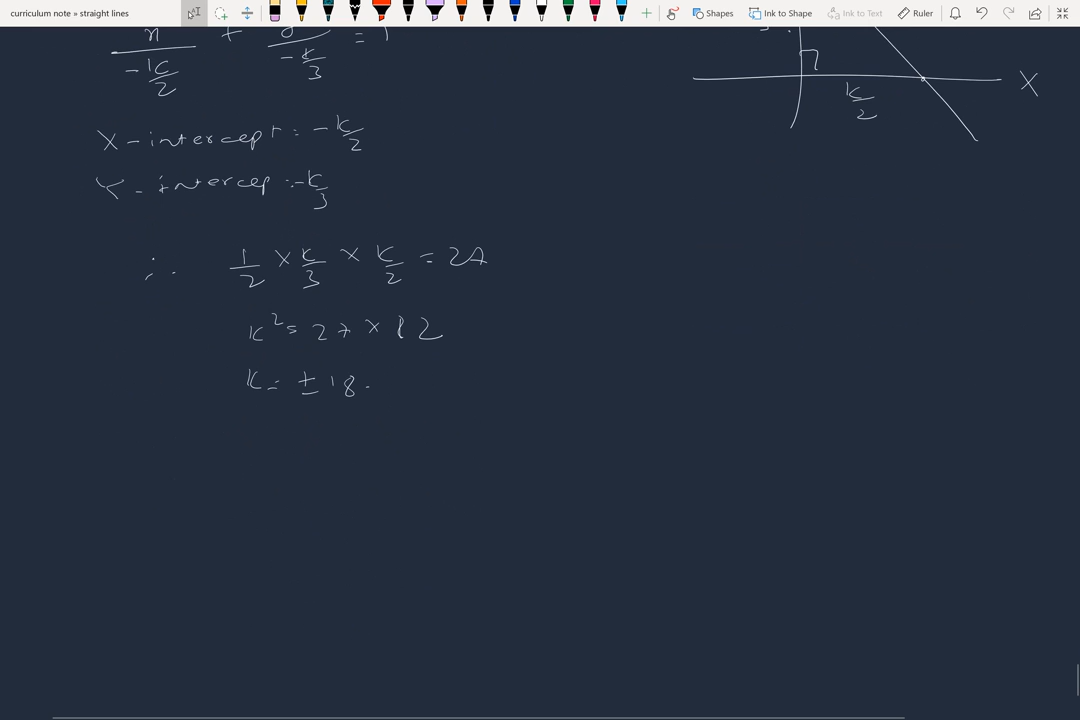 curriculum note » straight lines
Shapes
Ink to Shape
Ink to Text
Ruler
x/(-k/2) + y/(-k/3) = 1
X
k/2
X-intercept = -k/2
Y-intercep = -k/3
∴ 1/2 × k/3 × k/2 = 27
k² = 27 × 12
k = ± 18.